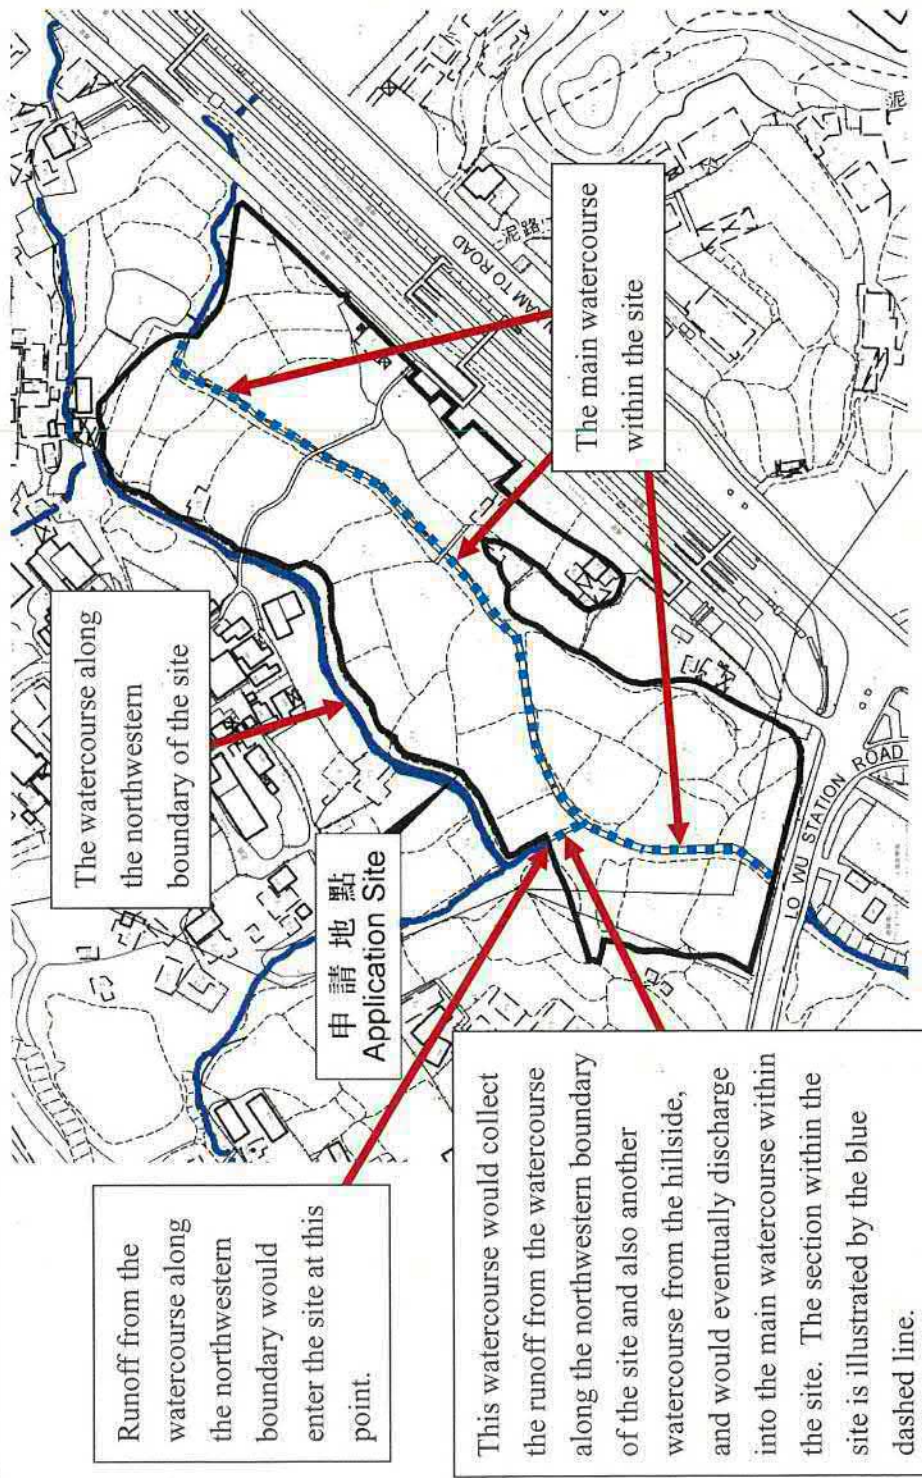 Runoff from the
watercourse along
the northwestern
boundary would
enter the site at this
point.
This watercourse would collect
the runoff from the watercourse
along the northwestern boundary
of the site and also another
watercourse from the hillside,
and would eventually discharge
into the main watercourse within
the site. The section within the
site is illustrated by the blue
dashed line.
申請地點
Application Site
The watercourse along
the northwestern
boundary of the site
The main watercourse
within the site
LO WU STATION ROAD
AM TO ROAD
泥路
泥